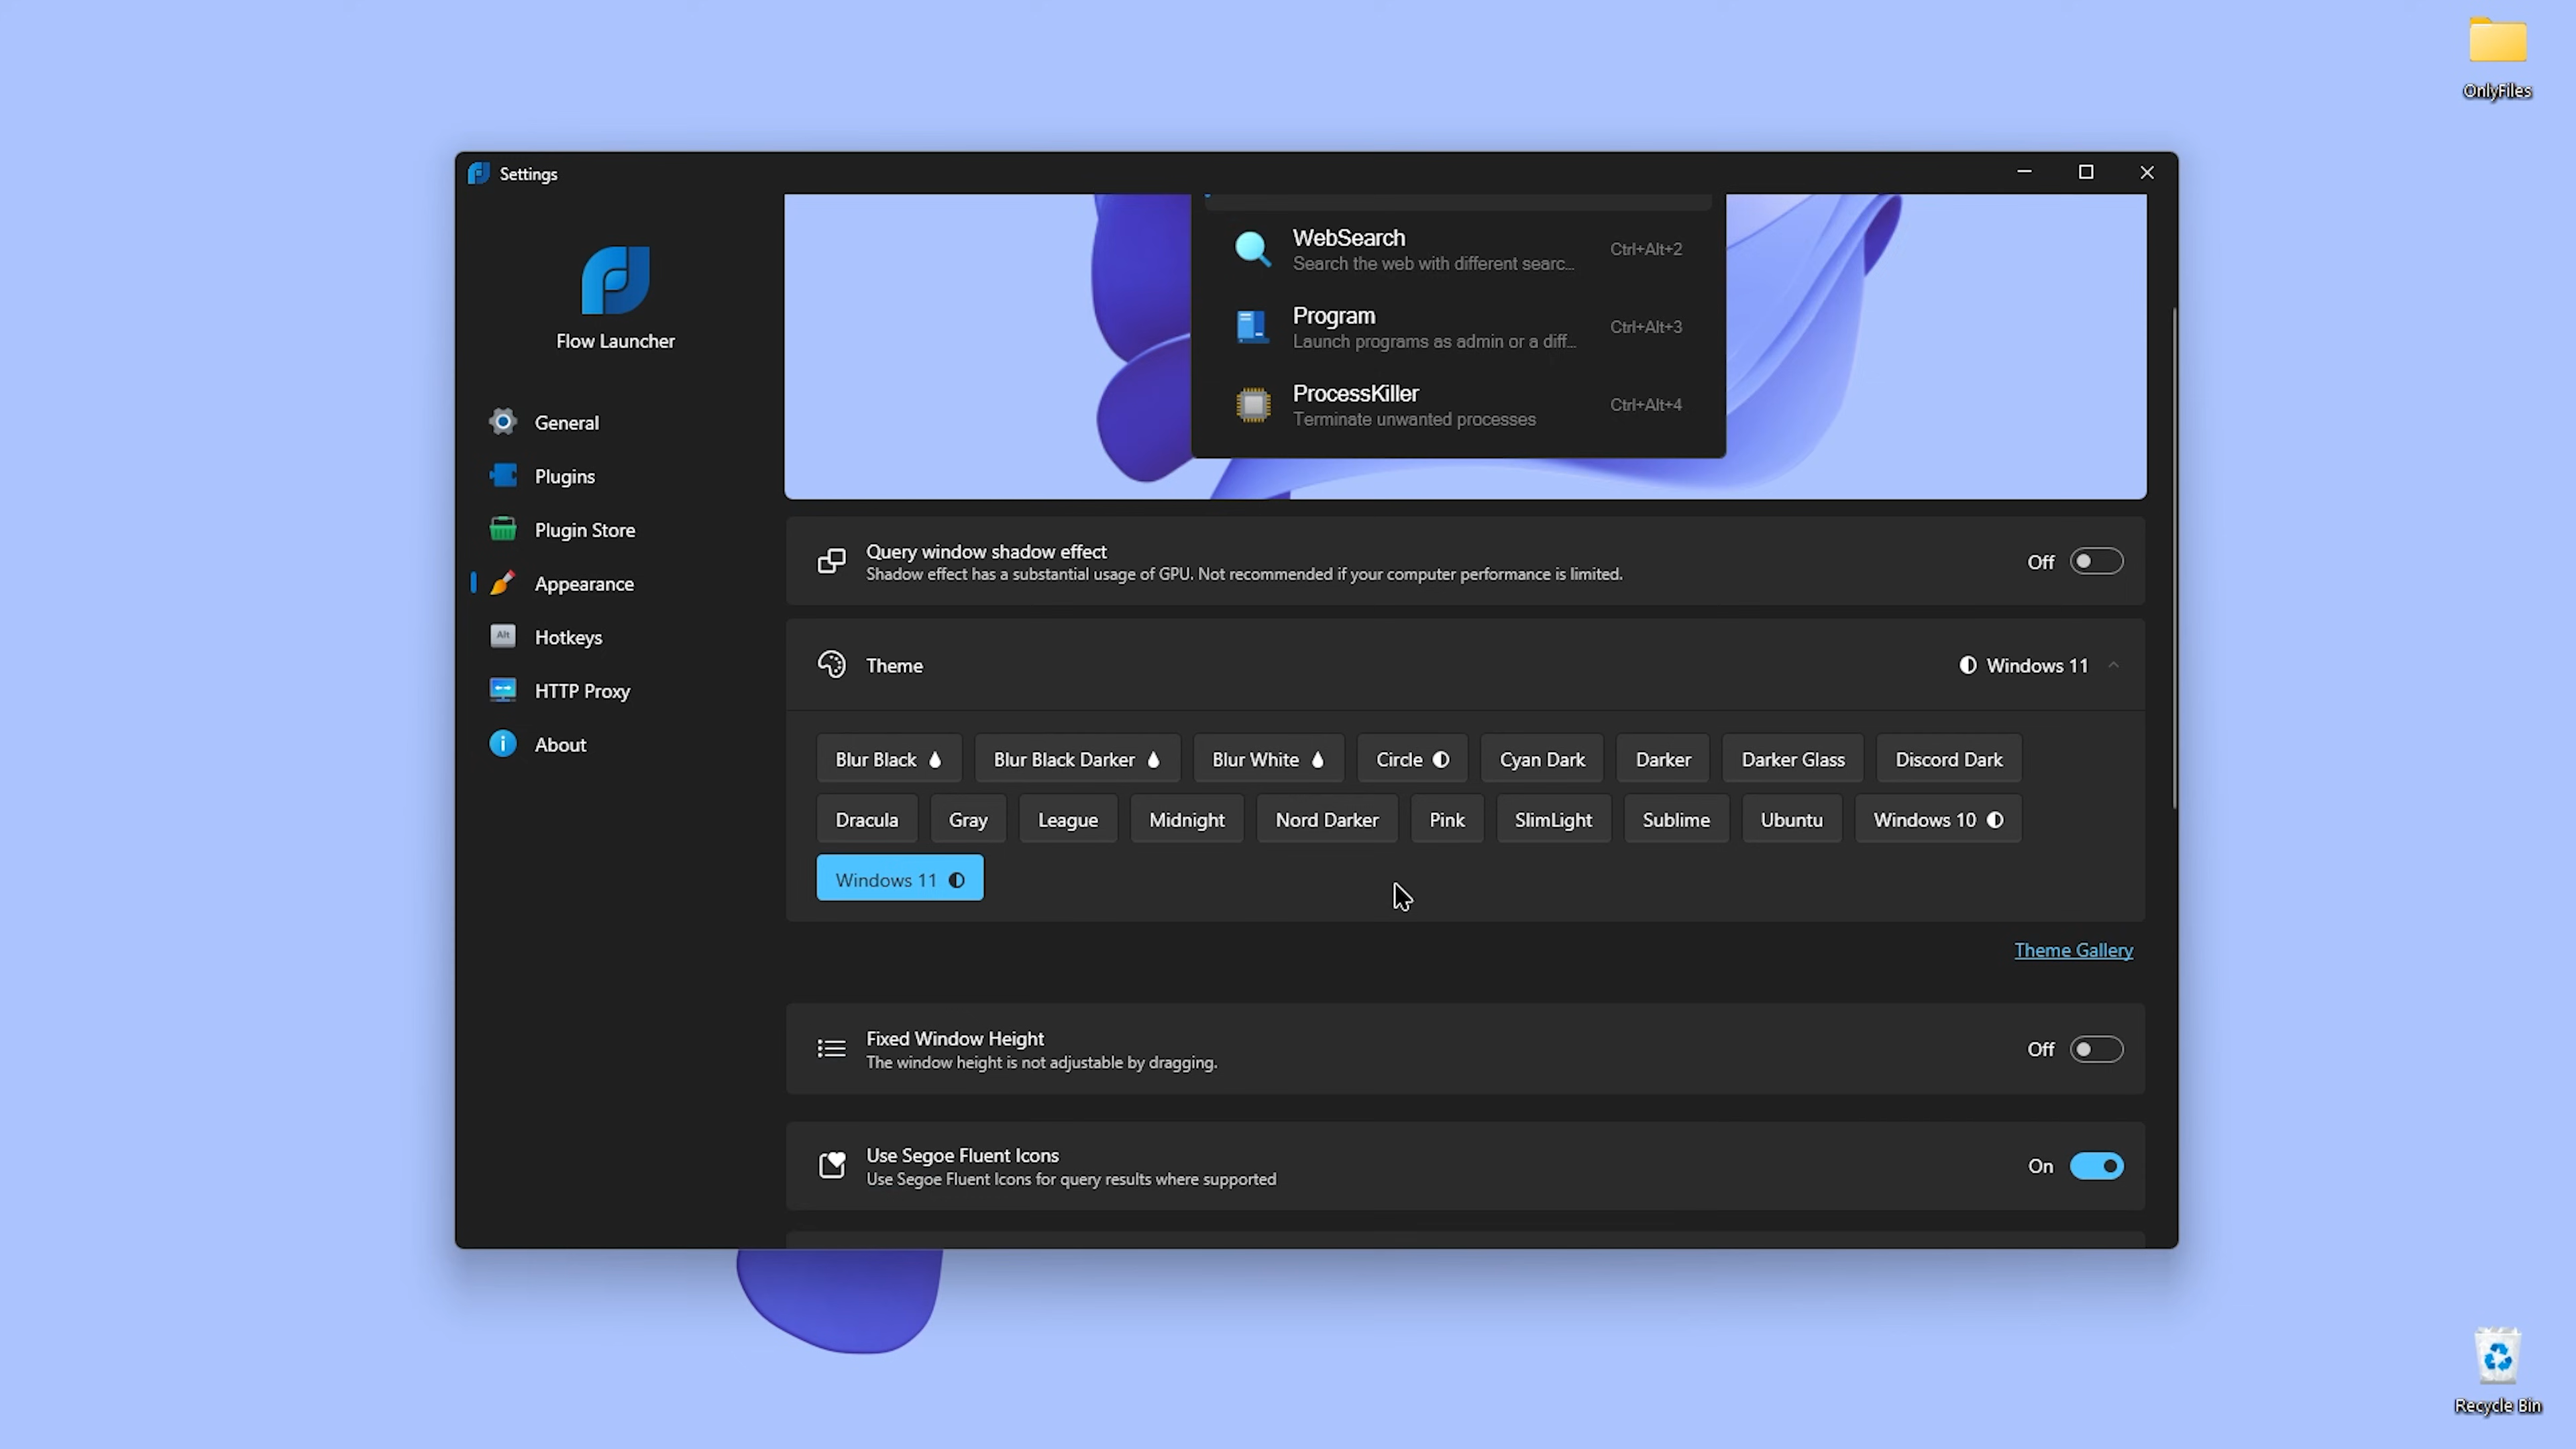 OnlyFiles
Settings
Flow Launcher
General
Plugins
Plugin Store
Appearance
Alt
Hotkeys
HTTP Proxy
About
WebSearch
Search the web with different searc...
Ctrl+Alt+2
Program
Launch programs as admin or a diff...
Ctrl+Alt+3
ProcessKiller
Terminate unwanted processes
Ctrl+Alt+4
Query window shadow effect
Shadow effect has a substantial usage of GPU. Not recommended if your computer performance is limited.
Off
Theme
Windows 11
Blur Black
Blur Black Darker
Blur White
Circle
Cyan Dark
Darker
Darker Glass
Discord Dark
Dracula
Gray
League
Midnight
Nord Darker
Pink
SlimLight
Sublime
Ubuntu
Windows 10
Windows 11
Theme Gallery
Fixed Window Height
The window height is not adjustable by dragging.
Off
Use Segoe Fluent Icons
Use Segoe Fluent Icons for query results where supported
On
Recycle Bin